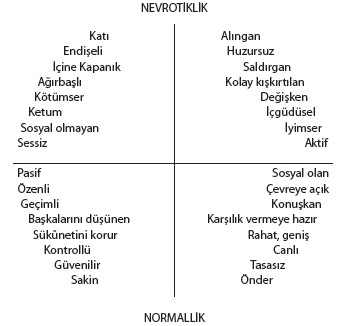 NEVROTİKLİK
Katı
Endişeli
İçine Kapanık
Ağırbaşlı
Kötümser
Ketum
Sosyal olmayan
Sessiz
Alıngan
Huzursuz
Saldırgan
Kolay kışkırtılan
Değişken
İçgüdüsel
İyimser
Aktif
Pasif
Özenli
Geçimli
Başkalarını düşünen
Sükûnetini korur
Kontrollü
Güvenilir
Sakin
Sosyal olan
Çevreye açık
Konuşkan
Karşılık vermeye hazır
Rahat, geniş
Canlı
Tasasız
Önder
NORMALLİK